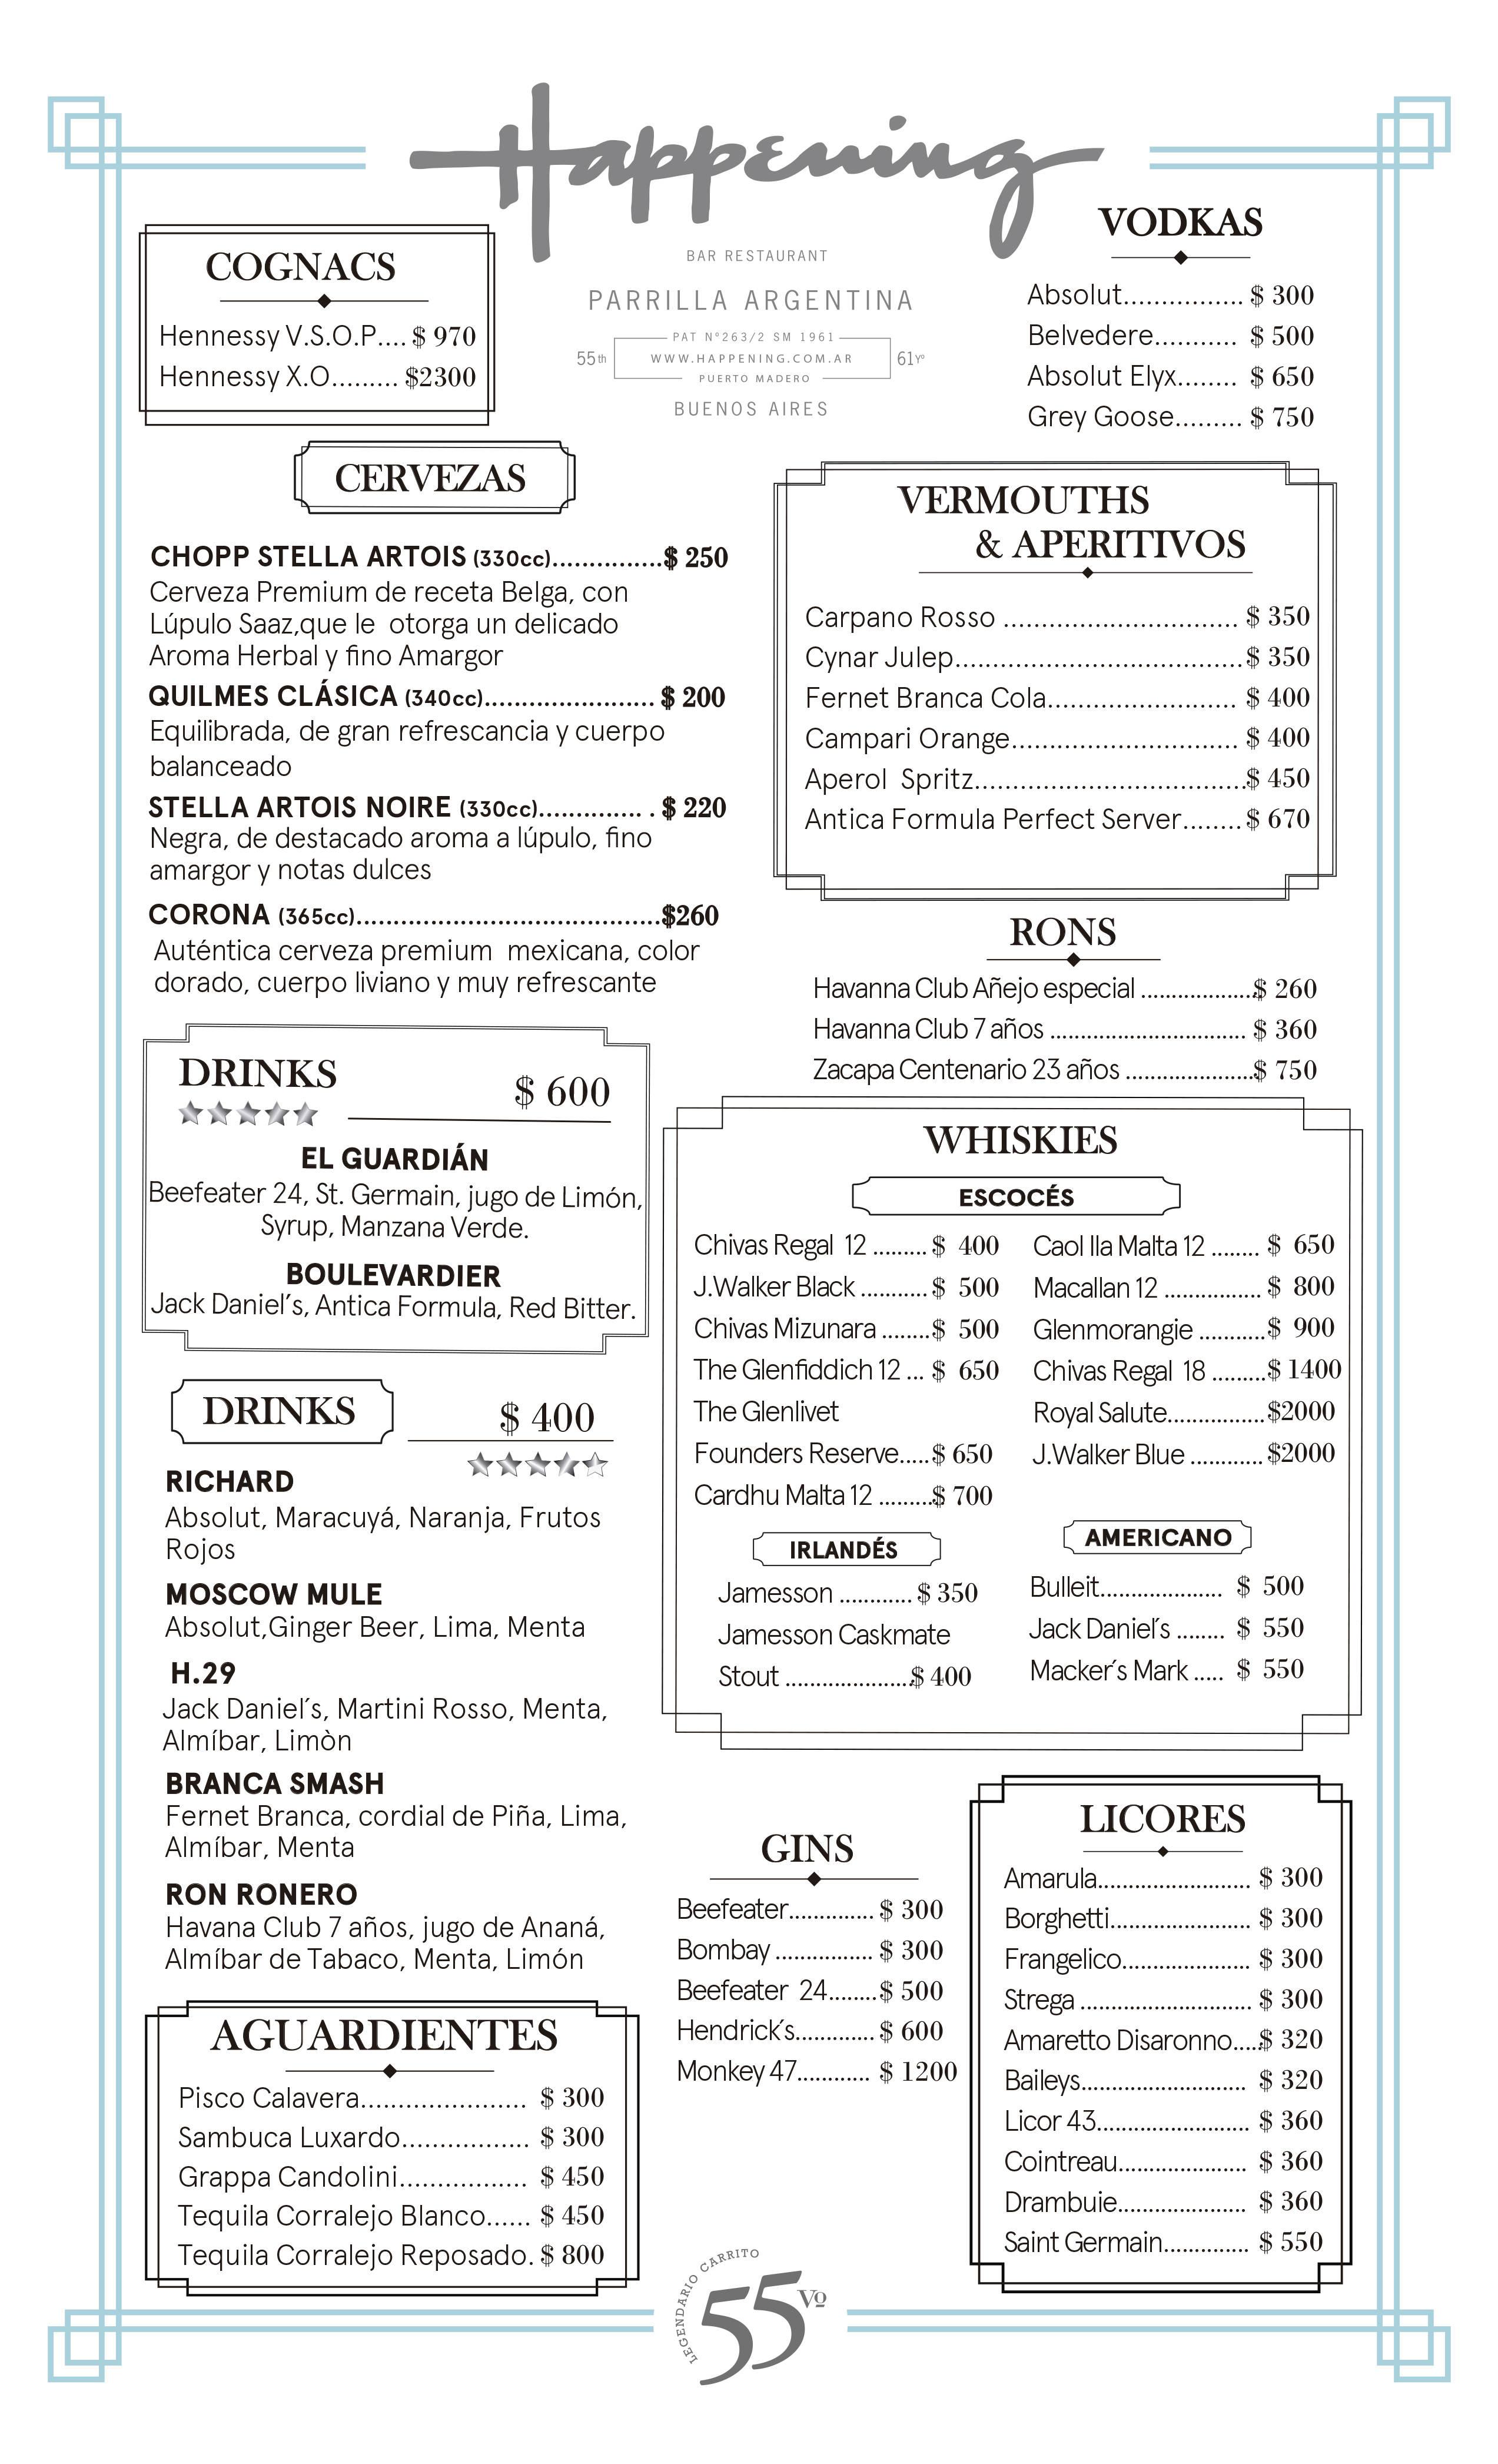 Happening
BAR RESTAURANT
PARRILLA ARGENTINA
PAT Nº263/2 SM 1961
55th WWW.HAPPENING.COM.AR 61Yº
PUERTO MADERO
BUENOS AIRES
COGNACS
Hennessy V.S.O.P.... $ 970
Hennessy X.O......... $2300
VODKAS
Absolut................ $ 300
Belvedere........... $ 500
Absolut Elyx........ $ 650
Grey Goose......... $ 750
CERVEZAS
CHOPP STELLA ARTOIS (330cc)...............$ 250
Cerveza Premium de receta Belga, con
Lúpulo Saaz,que le otorga un delicado
Aroma Herbal y fino Amargor
QUILMES CLÁSICA (340cc)....................... $ 200
Equilibrada, de gran refrescancia y cuerpo
balanceado
STELLA ARTOIS NOIRE (330cc).............. . $ 220
Negra, de destacado aroma a lúpulo, fino
amargor y notas dulces
CORONA (365cc).........................................$260
Auténtica cerveza premium mexicana, color
dorado, cuerpo liviano y muy refrescante
VERMOUTHS
& APERITIVOS
Carpano Rosso ............................... $ 350
Cynar Julep......................................$ 350
Fernet Branca Cola......................... $ 400
Campari Orange.............................. $ 400
Aperol Spritz....................................$ 450
Antica Formula Perfect Server........ $ 670
RONS
Havanna Club Añejo especial ...................$ 260
Havanna Club 7 años ................................ $ 360
Zacapa Centenario 23 años .....................$ 750
DRINKS
$ 600
EL GUARDIÁN
Beefeater 24, St. Germain, jugo de Limón,
Syrup, Manzana Verde.
BOULEVARDIER
Jack Daniel´s, Antica Formula, Red Bitter.
DRINKS
$ 400
RICHARD
Absolut, Maracuyá, Naranja, Frutos
Rojos
MOSCOW MULE
Absolut,Ginger Beer, Lima, Menta
H.29
Jack Daniel´s, Martini Rosso, Menta,
Almíbar, Limòn
BRANCA SMASH
Fernet Branca, cordial de Piña, Lima,
Almíbar, Menta
RON RONERO
Havana Club 7 años, jugo de Ananá,
Almíbar de Tabaco, Menta, Limón
WHISKIES
ESCOCÉS
Chivas Regal 12 ......... $ 400
J.Walker Black ........... $ 500
Chivas Mizunara ........$ 500
The Glenfiddich 12 ... $ 650
The Glenlivet
Founders Reserve.....$ 650
Cardhu Malta 12 .........$ 700
Caol Ila Malta 12 ........ $ 650
Macallan 12 ................ $ 800
Glenmorangie ...........$ 900
Chivas Regal 18 .........$ 1400
Royal Salute................$2000
J.Walker Blue ............ $2000
IRLANDÉS
Jamesson ............ $ 350
Jamesson Caskmate
Stout .....................$ 400
AMERICANO
Bulleit.................... $ 500
Jack Daniel´s ........ $ 550
Macker´s Mark ..... $ 550
GINS
Beefeater.............. $ 300
Bombay ................ $ 300
Beefeater 24........$ 500
Hendrick´s............. $ 600
Monkey 47............ $ 1200
LICORES
Amarula......................... $ 300
Borghetti....................... $ 300
Frangelico..................... $ 300
Strega ............................ $ 300
Amaretto Disaronno.....$ 320
Baileys........................... $ 320
Licor 43......................... $ 360
Cointreau..................... $ 360
Drambuie..................... $ 360
Saint Germain.............. $ 550
AGUARDIENTES
Pisco Calavera...................... $ 300
Sambuca Luxardo................. $ 300
Grappa Candolini................. $ 450
Tequila Corralejo Blanco...... $ 450
Tequila Corralejo Reposado. $ 800
LEGENDARIO CARRITO
55 Vº